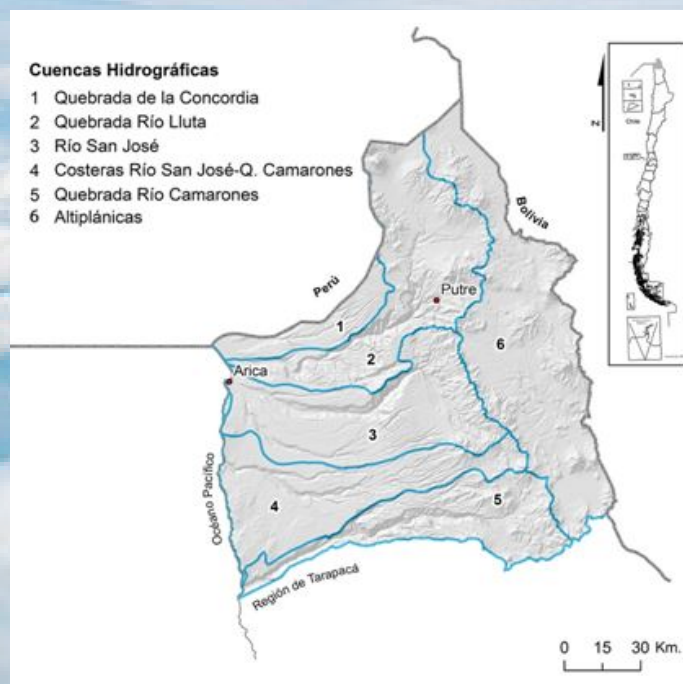 Cuencas Hidrográficas
1 Quebrada de la Concordia
2 Quebrada Río Lluta
3 Río San José
4 Costeras Río San José-Q. Camarones
5 Quebrada Río Camarones
6 Altiplánicas
N
Chile
Bolivia
Perú
Putre
1
6
2
Arica
3
Océano Pacífico
4
5
Región de Tarapacá
0 15 30 Km.